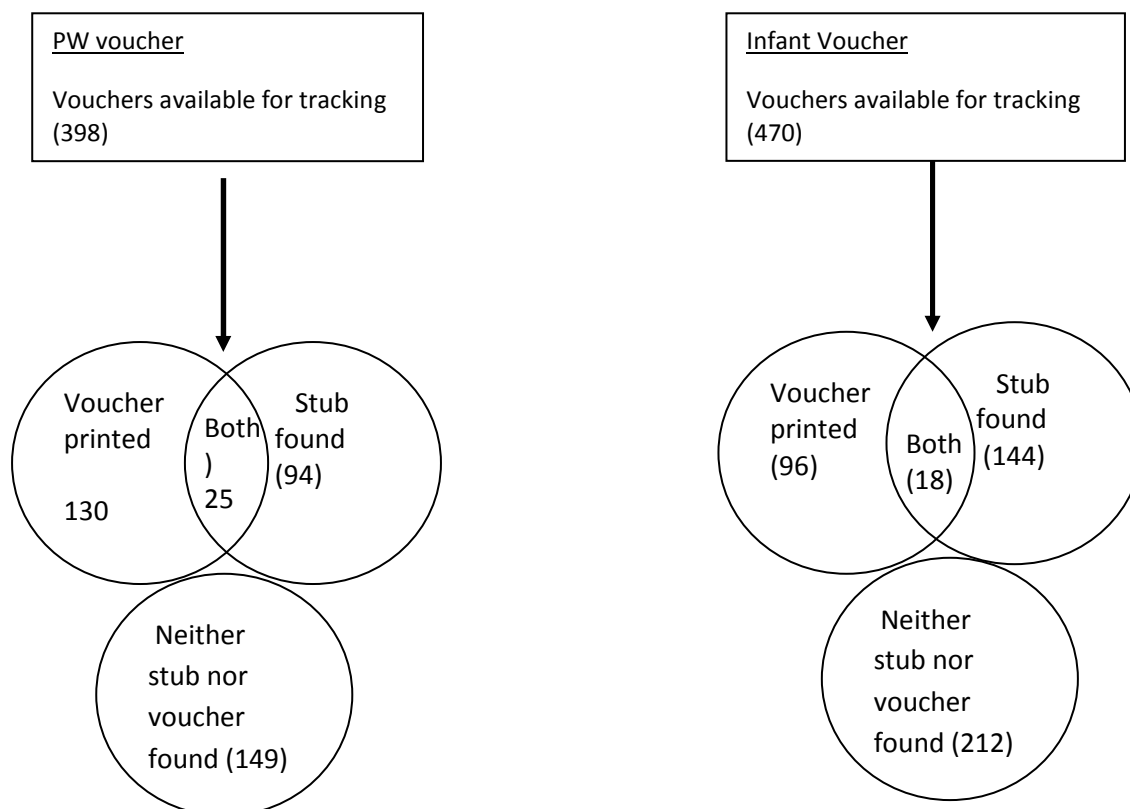 PW voucher
Vouchers available for tracking
(398)
Voucher
printed
130
Both
)
25
Stub
found
(94)
Neither
stub nor
voucher
found (149)
Infant Voucher
Vouchers available for tracking
(470)
Voucher
printed
(96)
Both
(18)
Stub
found
(144)
Neither
stub nor
voucher
found (212)